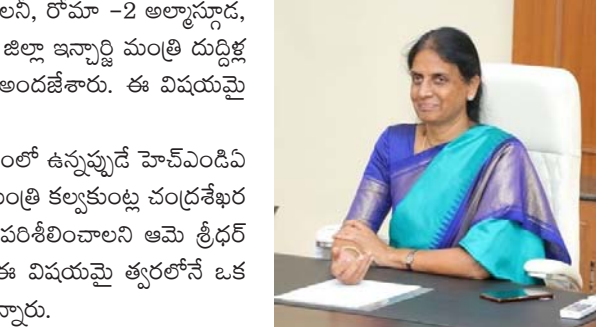 లని, రోమా -2 అల్మాస్గూడ,
జిల్లా ఇన్చార్జి మంత్రి దుద్దిళ్ల
అందజేశారు. ఈ విషయమై
ంలో ఉన్నప్పుడే హెచ్ఎండిఏ
మంత్రి కల్వకుంట్ల చంద్రశేఖర
పరిశీలించాలని ఆమె శ్రీధర్
ఈ విషయమై త్వరలోనే ఒక
న్నారు.